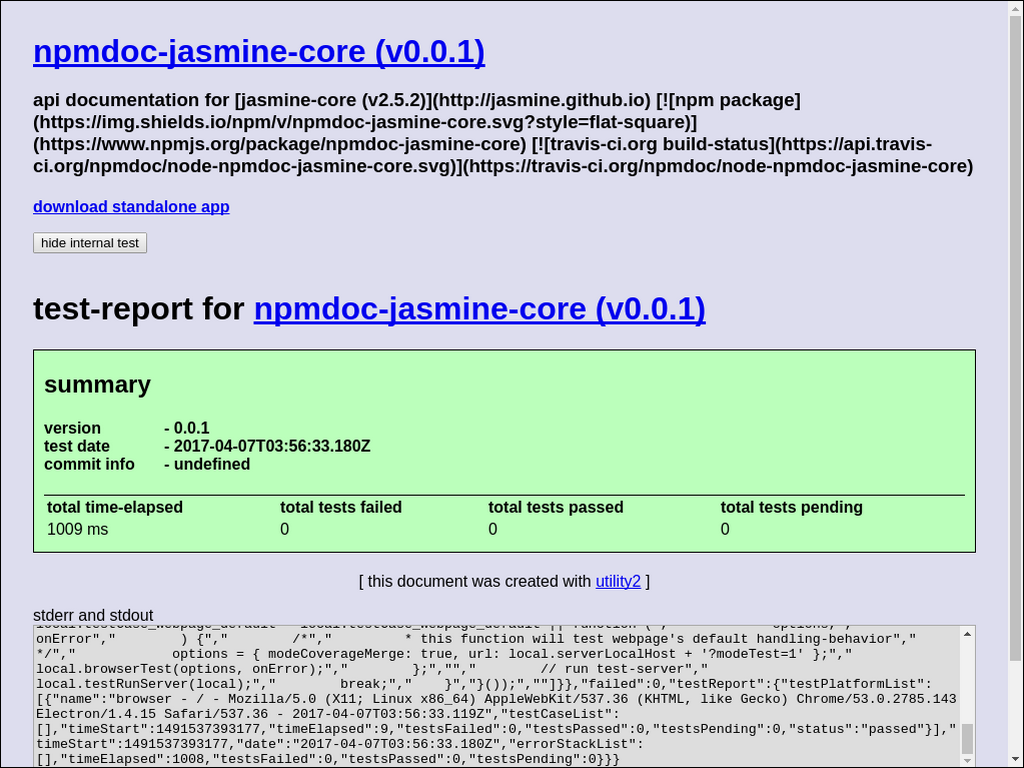 npmdoc-jasmine-core (v0.0.1)
api documentation for [jasmine-core (v2.5.2)](http://jasmine.github.io) [![npm package]
(https://img.shields.io/npm/v/npmdoc-jasmine-core.svg?style=flat-square)]
(https://www.npmjs.org/package/npmdoc-jasmine-core) [![travis-ci.org build-status](https://api.travis-
ci.org/npmdoc/node-npmdoc-jasmine-core.svg)](https://travis-ci.org/npmdoc/node-npmdoc-jasmine-core)
download standalone app
hide internal test
test-report for npmdoc-jasmine-core (v0.0.1)
summary
version - 0.0.1
test date - 2017-04-07T03:56:33.180Z
commit info - undefined
total time-elapsed total tests failed total tests passed total tests pending
1009 ms 0 0 0
[ this document was created with utility2 ]
stderr and stdout
onError"," ) {"," /*"," * this function will test webpage's default handling-behavior","
*/"," options = { modeCoverageMerge: true, url: local.serverLocalHost + '?modeTest=1' };","
local.browserTest(options, onError);"," };",""," // run test-server","
local.testRunServer(local);"," break;"," }","}());",""]}},"failed":0,"testReport":{"testPlatformList":
[{"name":"browser - / - Mozilla/5.0 (X11; Linux x86_64) AppleWebKit/537.36 (KHTML, like Gecko) Chrome/53.0.2785.143
Electron/1.4.15 Safari/537.36 - 2017-04-07T03:56:33.119Z","testCaseList":
[],"timeStart":1491537393177,"timeElapsed":9,"testsFailed":0,"testsPassed":0,"testsPending":0,"status":"passed"}],"
timeStart":1491537393177,"date":"2017-04-07T03:56:33.180Z","errorStackList":
[],"timeElapsed":1008,"testsFailed":0,"testsPassed":0,"testsPending":0}}}